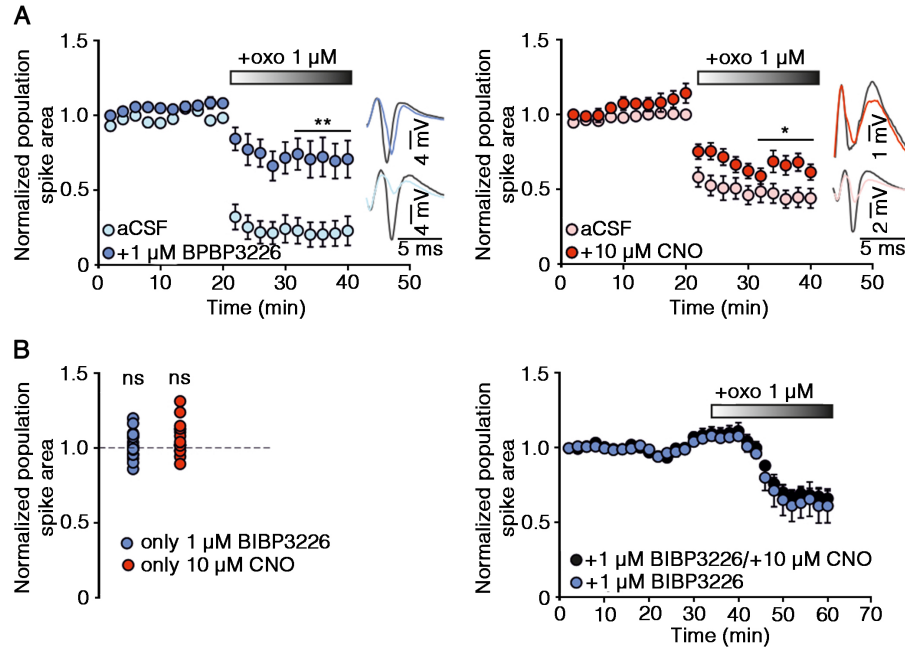 A
Normalized population
spike area
1.5
1.0
0.5
0
+oxo 1 µM
**
4 mV
4 mV
5 ms
aCSF
+1 µM BPBP3226
0 10 20 30 40 50
Time (min)
Normalized population
spike area
1.5
1.0
0.5
0
+oxo 1 µM
*
1 mV
2 mV
5 ms
aCSF
+10 µM CNO
0 10 20 30 40 50
Time (min)
B
Normalized population
spike area
1.5
1.0
0.5
0
ns ns
only 1 µM BIBP3226
only 10 µM CNO
Normalized population
spike area
1.5
1.0
0.5
0
+oxo 1 µM
+1 µM BIBP3226/+10 µM CNO
+1 µM BIBP3226
0 10 20 30 40 50 60 70
Time (min)